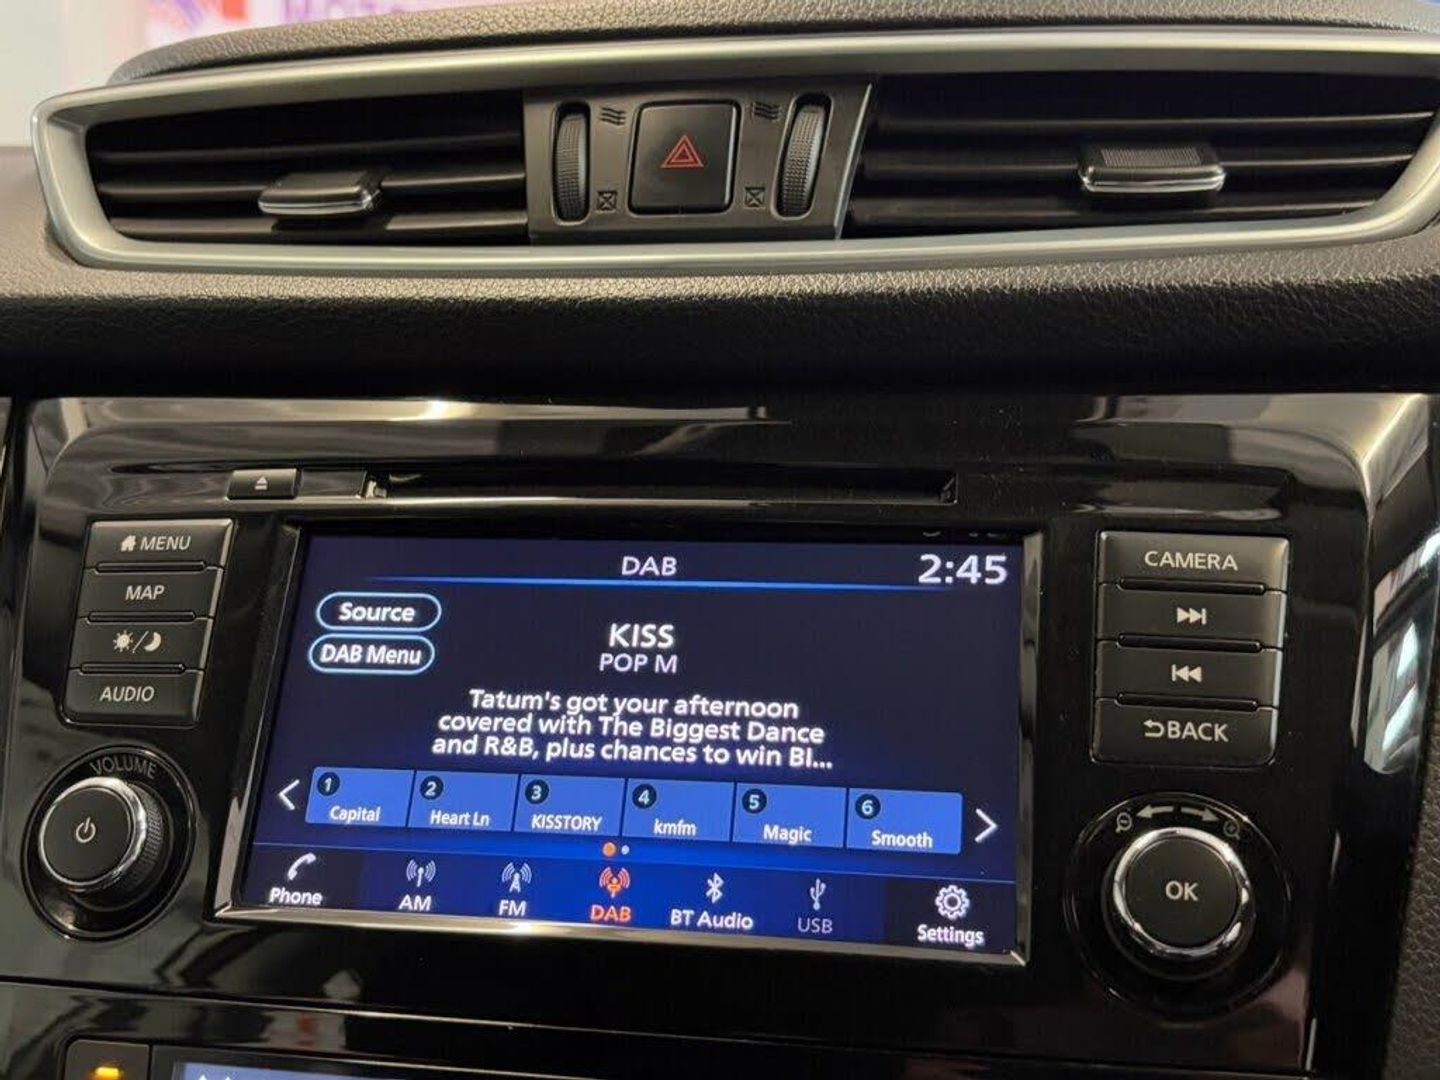 MENU
MAP
AUDIO
VOLUME
DAB
2:45
Source
DAB Menu
KISS
POP M
Tatum's got your afternoon
covered with The Biggest Dance
and R&B, plus chances to win BI...
1 Capital
2 Heart Ln
3 KISSTORY
4 kmfm
5 Magic
6 Smooth
Phone
AM
FM
DAB
BT Audio
USB
Settings
CAMERA
BACK
OK